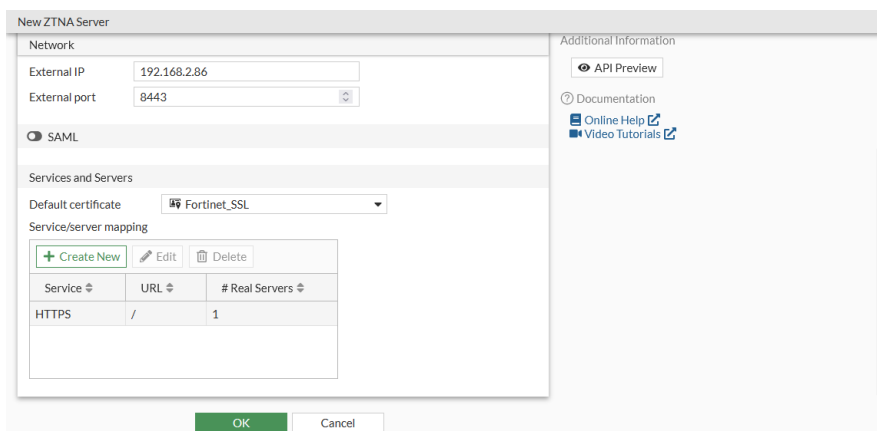 New ZTNA Server
Network
External IP 192.168.2.86
External port 8443
SAML
Services and Servers
Default certificate Fortinet_SSL
Service/server mapping
Create New Edit Delete
Service URL # Real Servers
HTTPS / 1
OK Cancel
Additional Information
API Preview
Documentation
Online Help
Video Tutorials